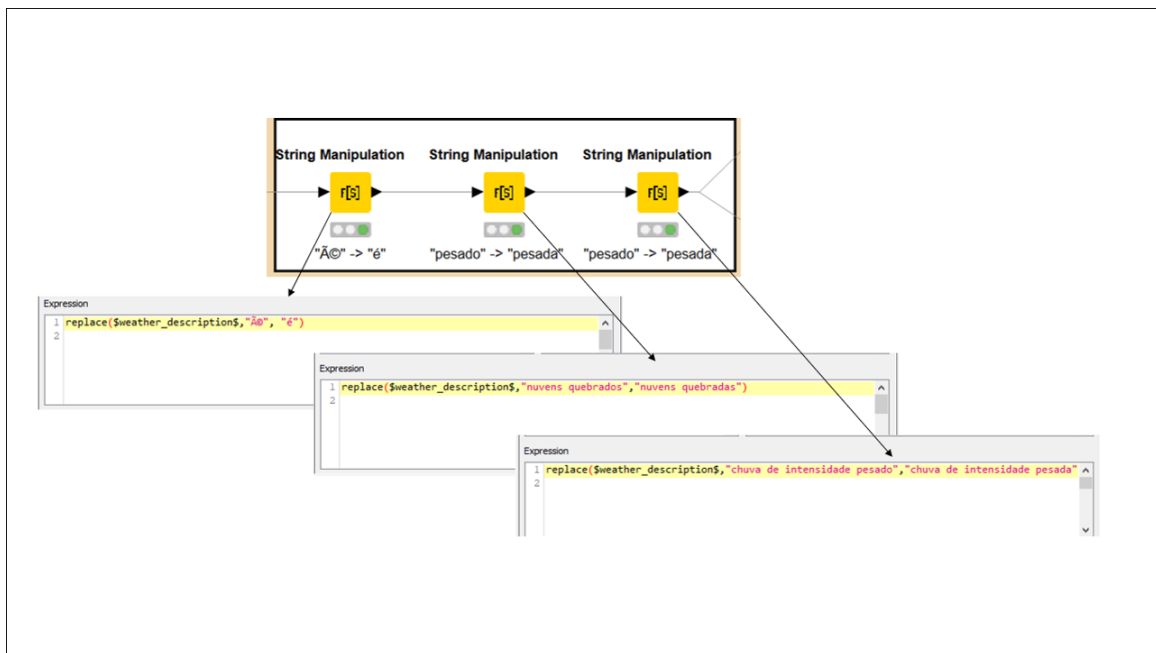 String Manipulation String Manipulation String Manipulation
r[s] r[s] r[s]
"Ã©" -> "é" "pesado" -> "pesada" "pesado" -> "pesada"
Expression
1 replace($weather_description$,"Ã©", "é")
2
Expression
1 replace($weather_description$,"nuvens quebrados","nuvens quebradas")
2
Expression
1 replace($weather_description$,"chuva de intensidade pesado","chuva de intensidade pesada"
2